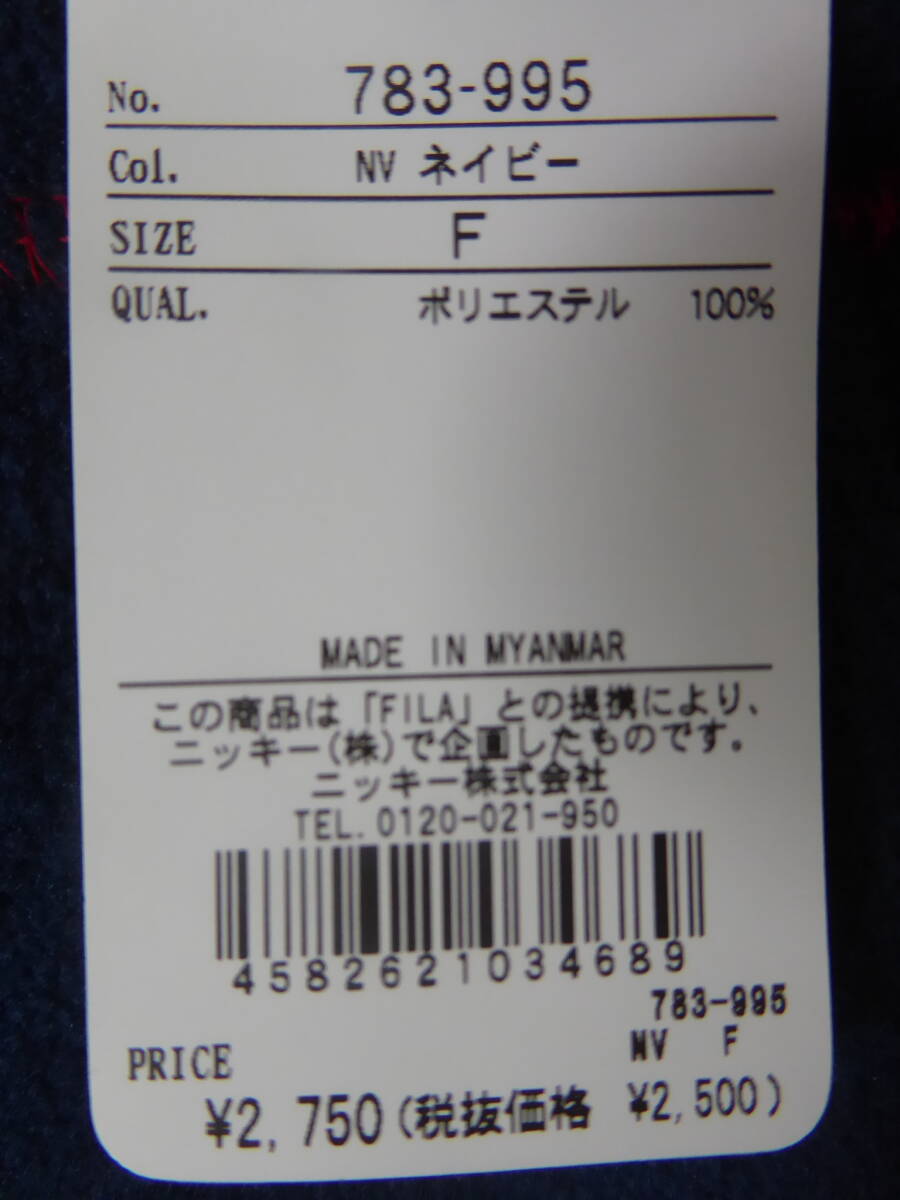 No. 783-995
Col. NV ネイビー
SIZE F
QUAL. ポリエステル 100%
MADE IN MYANMAR
この商品は「FILA」との提携により、
ニッキー(株)で企画したものです。
ニッキー株式会社
TEL. 0120-021-950
4582621034689
783-995
NV F
PRICE
¥2,750(税抜価格 ¥2,500)